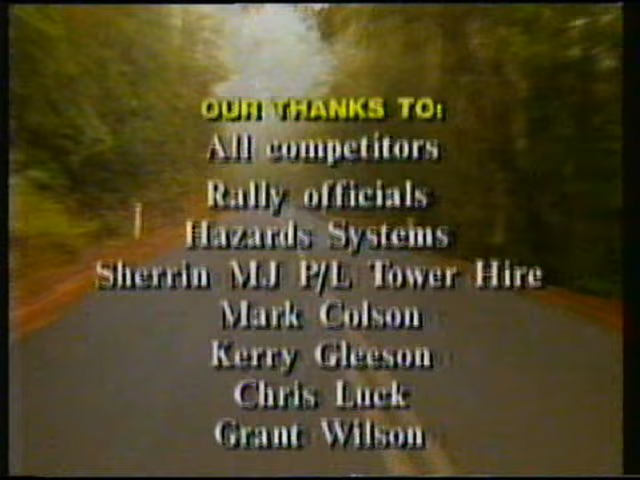 OUR THANKS TO:
All competitors
Rally officials
Hazards Systems
Sherrin MJ P/L Tower Hire
Mark Colson
Kerry Gleeson
Chris Luck
Grant Wilson